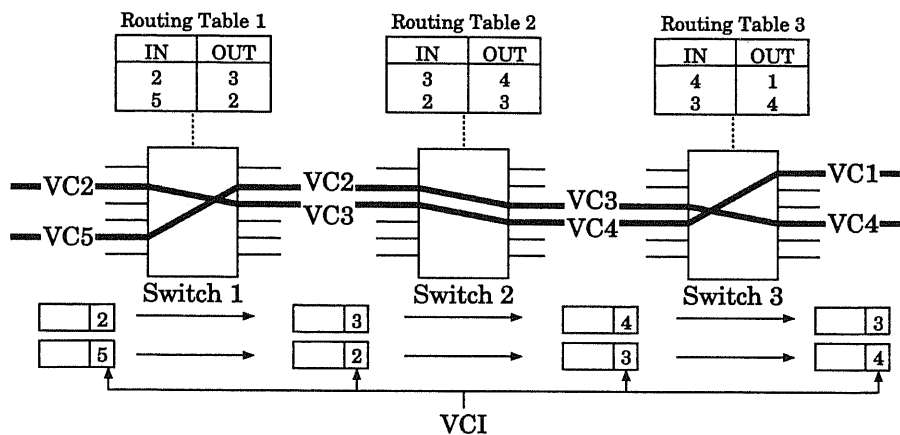 Routing Table 1
IN OUT
2 3
5 2
Routing Table 2
IN OUT
3 4
2 3
Routing Table 3
IN OUT
4 1
3 4
VC2
VC5
VC2
VC3
VC3
VC4
VC1
VC4
Switch 1
Switch 2
Switch 3
2
3
4
3
5
2
3
4
VCI